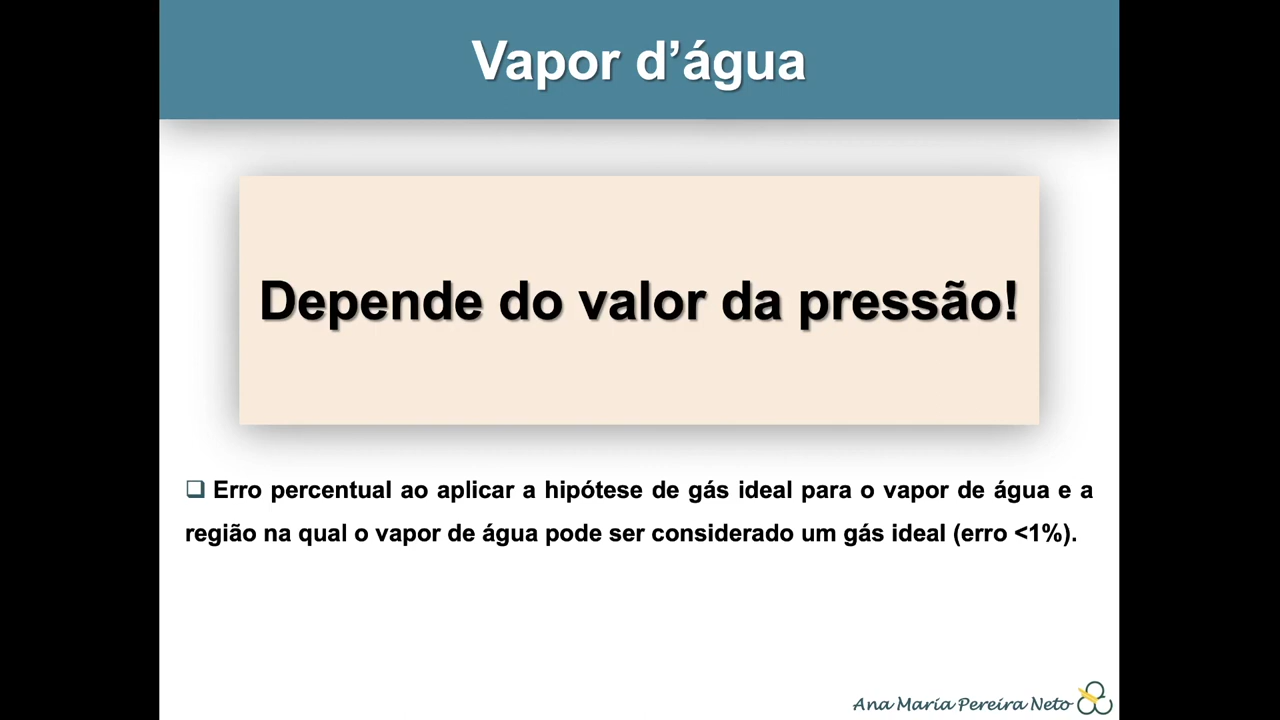 Vapor d’água
Depende do valor da pressão!
❑ Erro percentual ao aplicar a hipótese de gás ideal para o vapor de água e a
região na qual o vapor de água pode ser considerado um gás ideal (erro <1%).
Ana Maria Pereira Neto